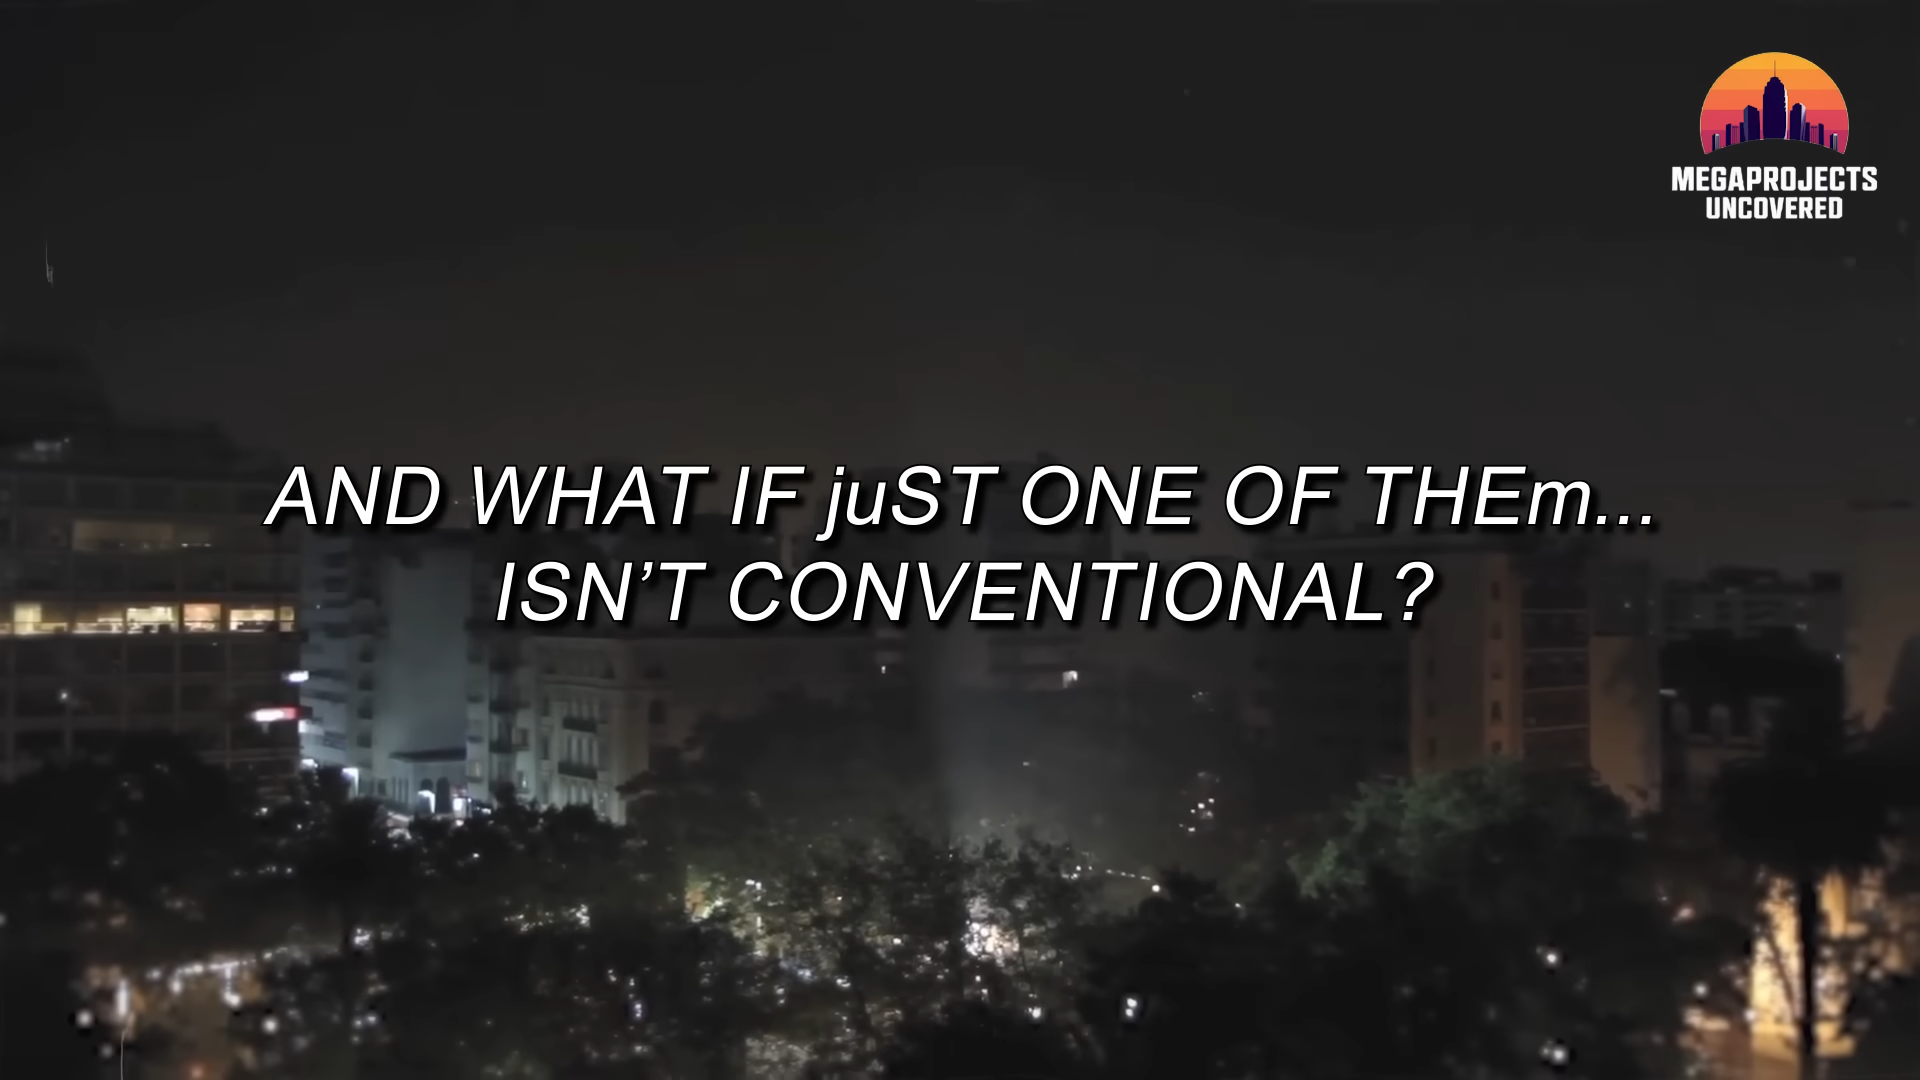 MEGAPROJECTS
UNCOVERED
AND WHAT IF juST ONE OF THEm...
ISN’T CONVENTIONAL?